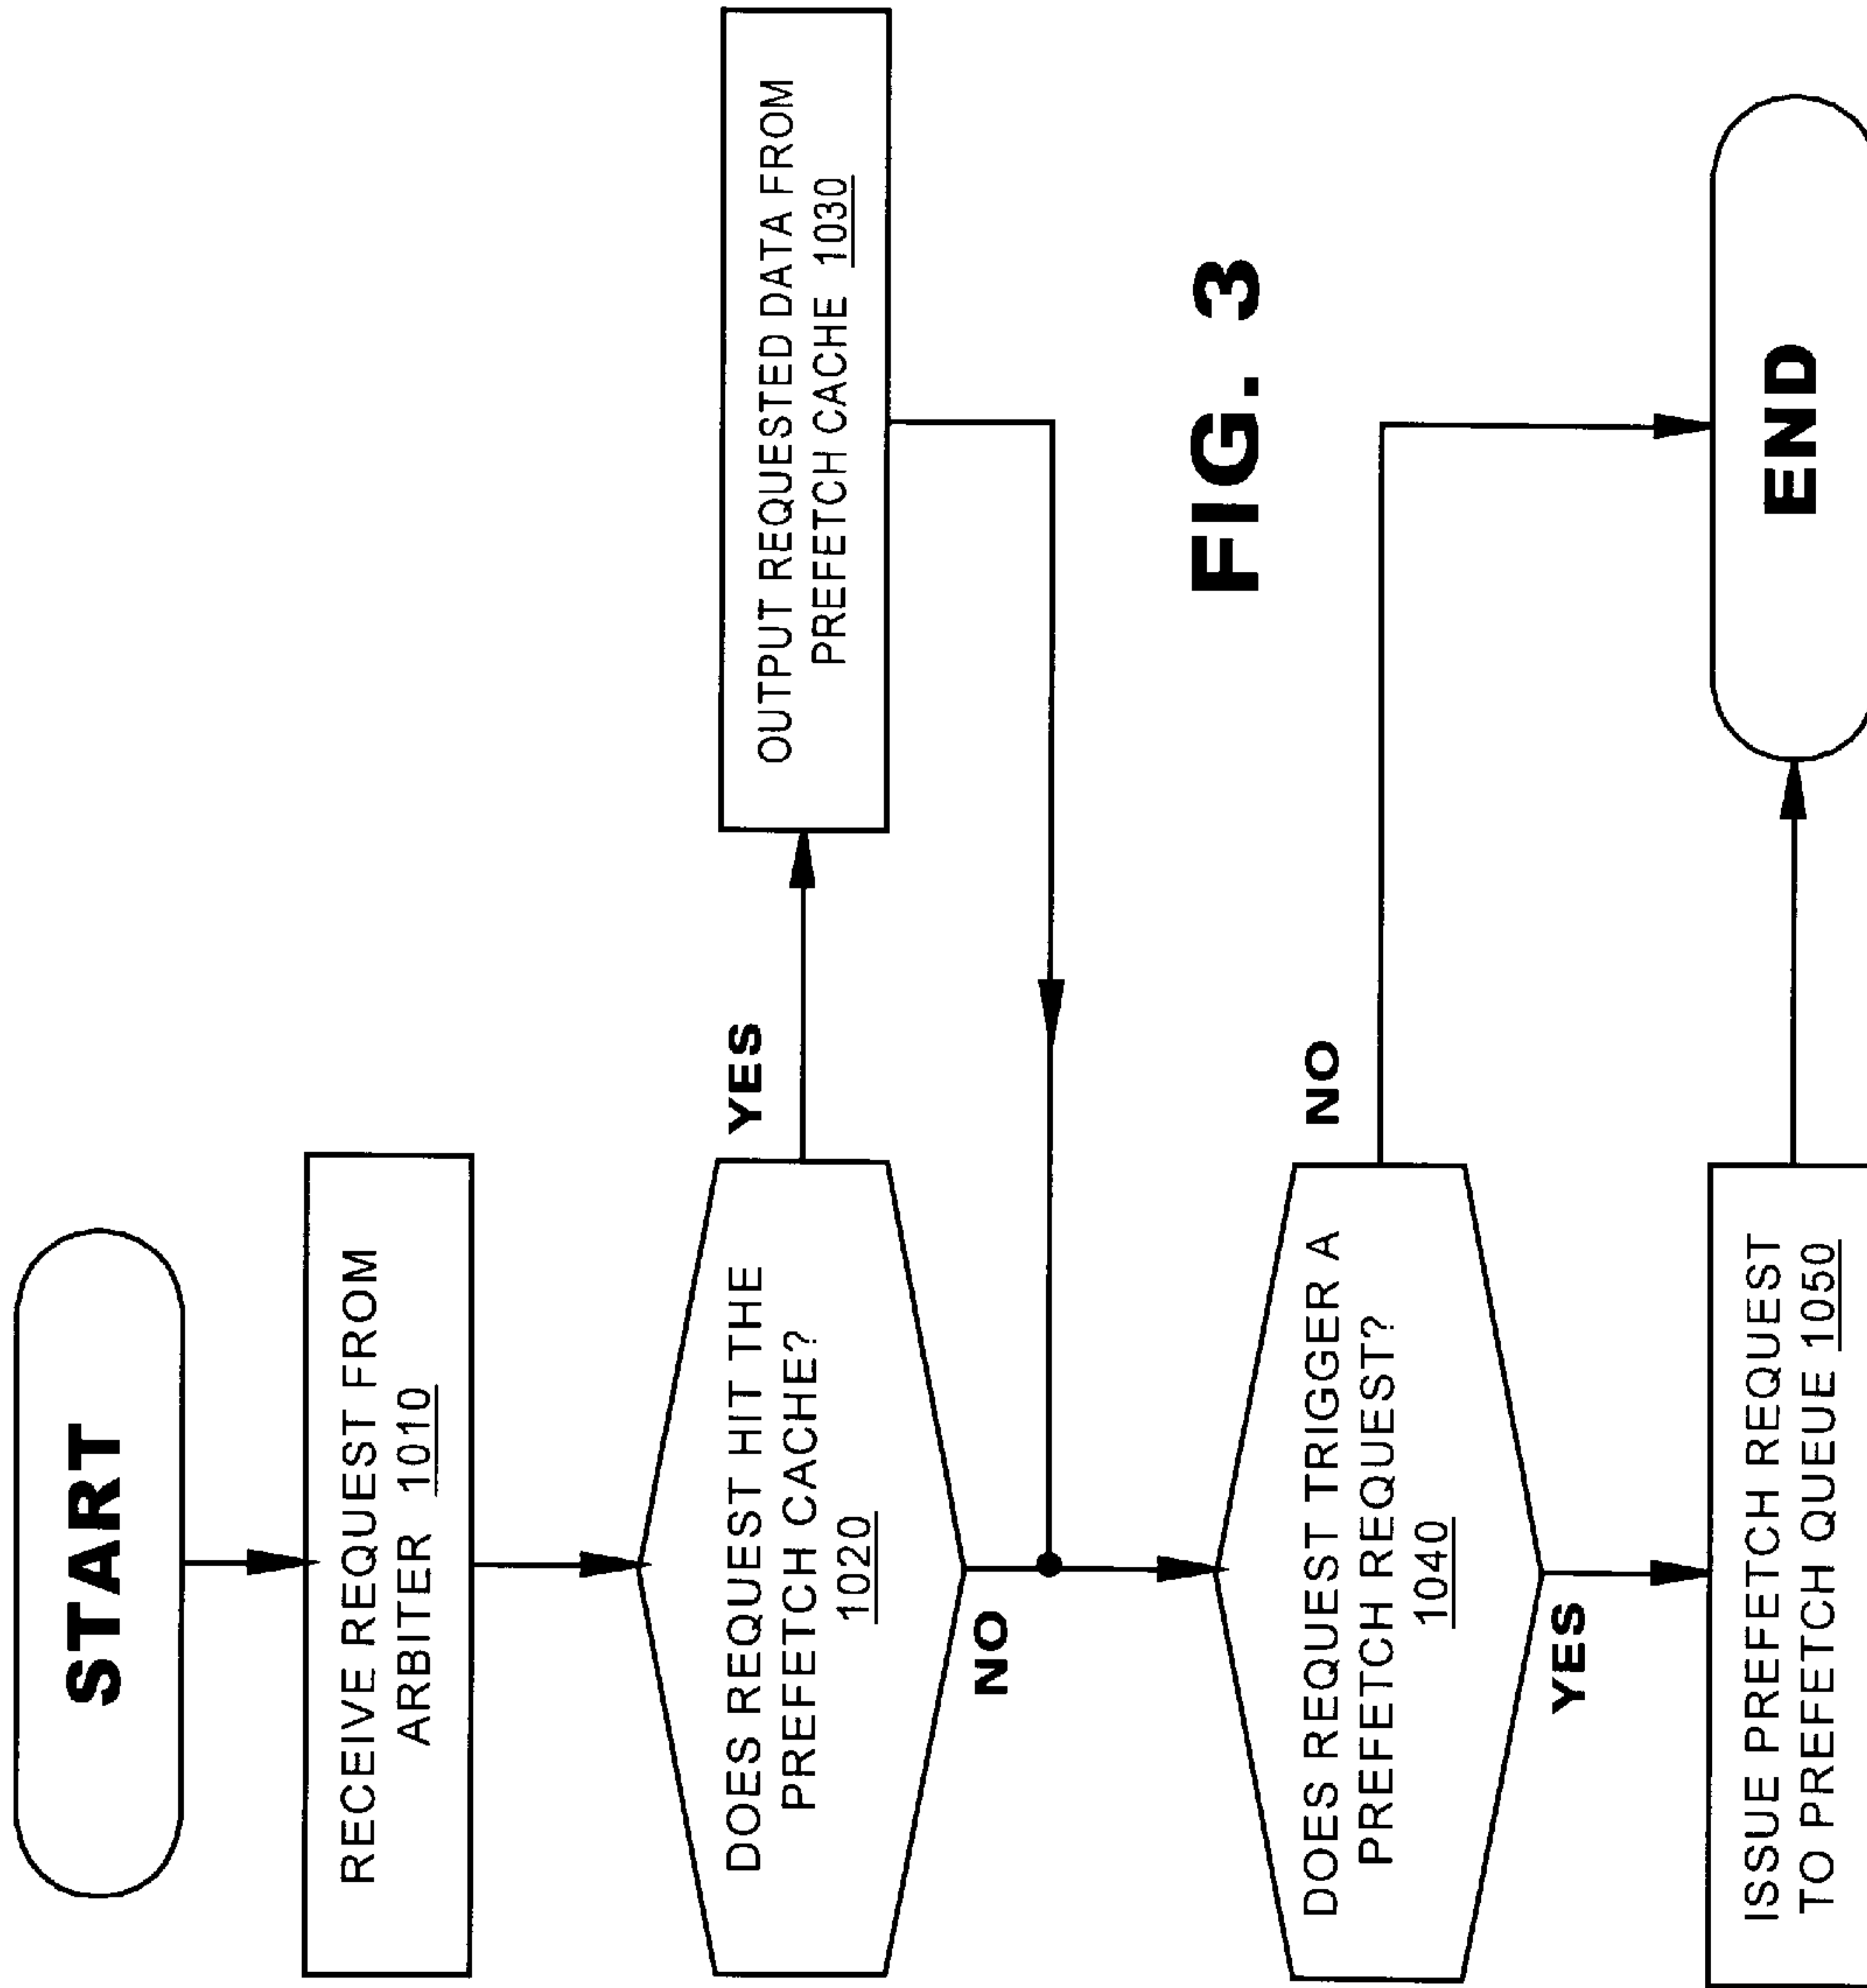 START
RECEIVE REQUEST FROM
ARBITER 1010
DOES REQUEST HIT THE
PREFETCH CACHE?
1020
YES
OUTPUT REQUESTED DATA FROM
PREFETCH CACHE 1030
NO
DOES REQUEST TRIGGER A
PREFETCH REQUEST?
1040
NO
YES
ISSUE PREFETCH REQUEST
TO PREFETCH QUEUE 1050
END
FIG. 3